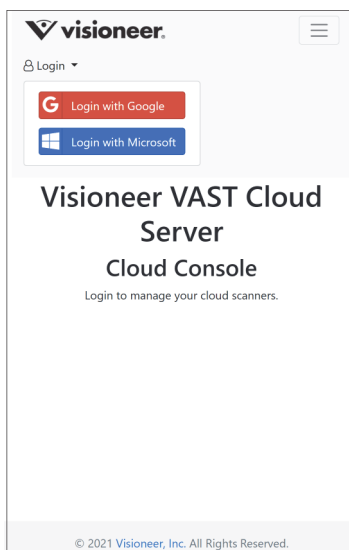 visioneer.
Login
G Login with Google
Login with Microsoft
Visioneer VAST Cloud
Server
Cloud Console
Login to manage your cloud scanners.
© 2021 Visioneer, Inc. All Rights Reserved.